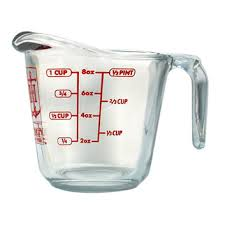 1 CUP 8oz ½ PINT
¾ 6oz
⅔ CUP
½ CUP 4oz
⅓ CUP
¼ 2oz